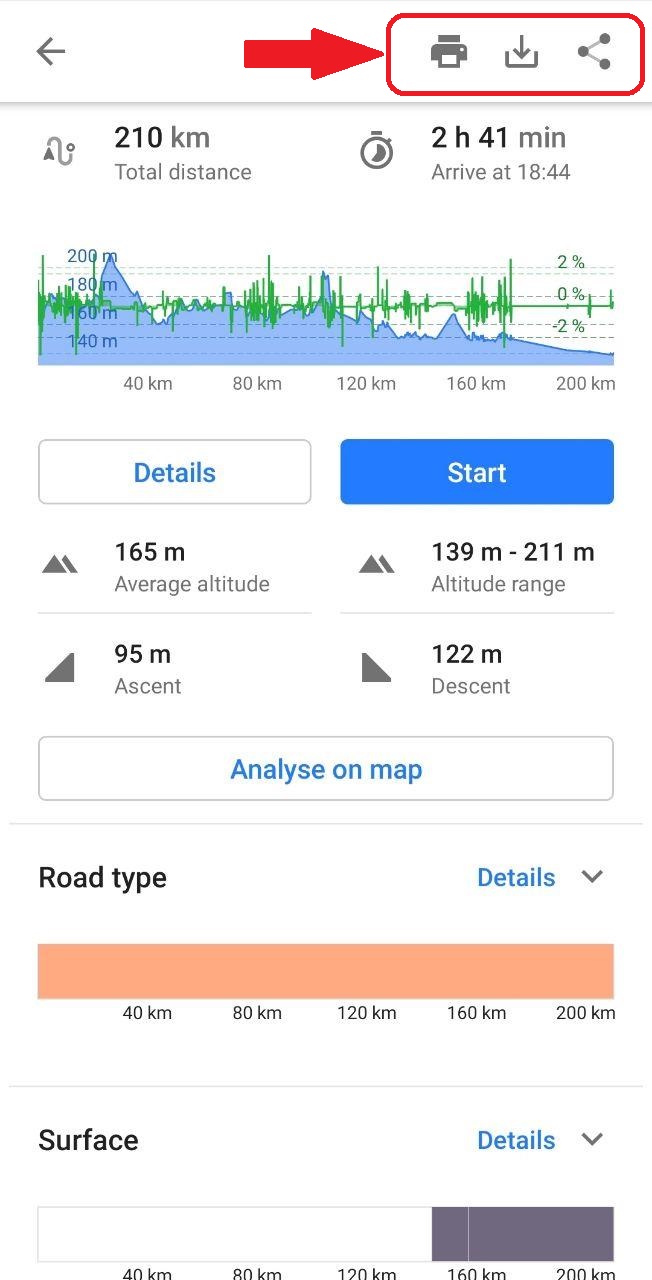 210 km
2 h 41 min
Total distance
Arrive at 18:44
200 m
2 %
180 m
0 %
160 m
-2 %
140 m
40 km 80 km 120 km 160 km 200 km
Details
Start
165 m
139 m - 211 m
Average altitude
Altitude range
95 m
122 m
Ascent
Descent
Analyse on map
Road type
Details
40 km 80 km 120 km 160 km 200 km
Surface
Details
40 km 80 km 120 km 160 km 200 km